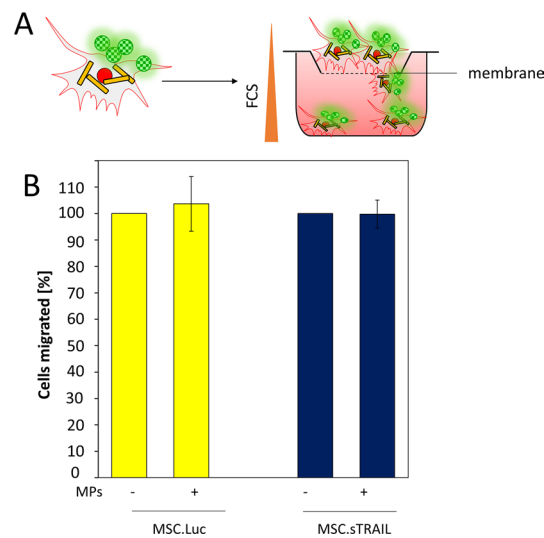 A
FCS
membrane
B
Cells migrated [%]
110
100
90
80
70
60
50
40
30
20
10
0
MPs - + - +
MSC.Luc MSC.sTRAIL